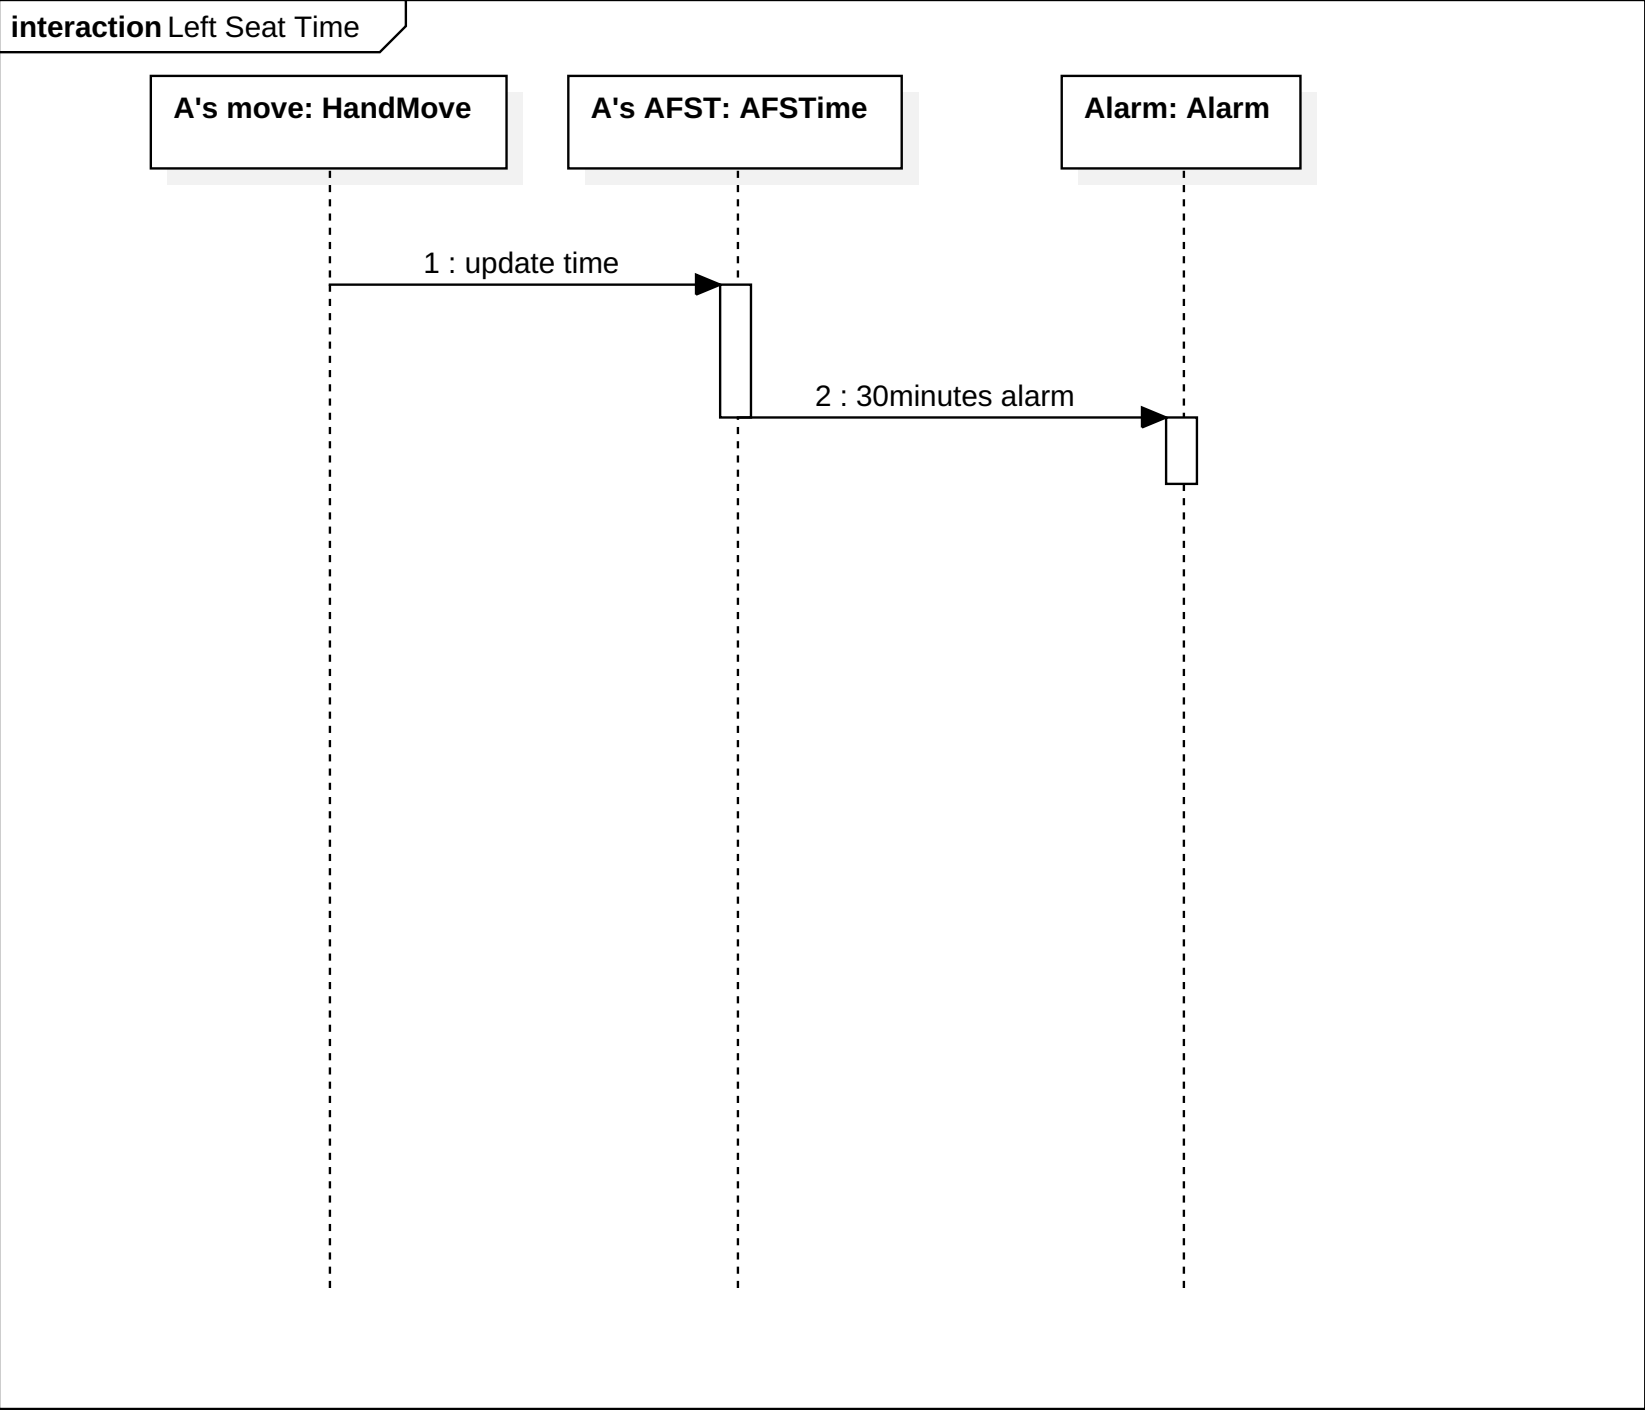 interaction Left Seat Time
A's move: HandMove
A's AFST: AFSTime
Alarm: Alarm
1 : update time
2 : 30minutes alarm